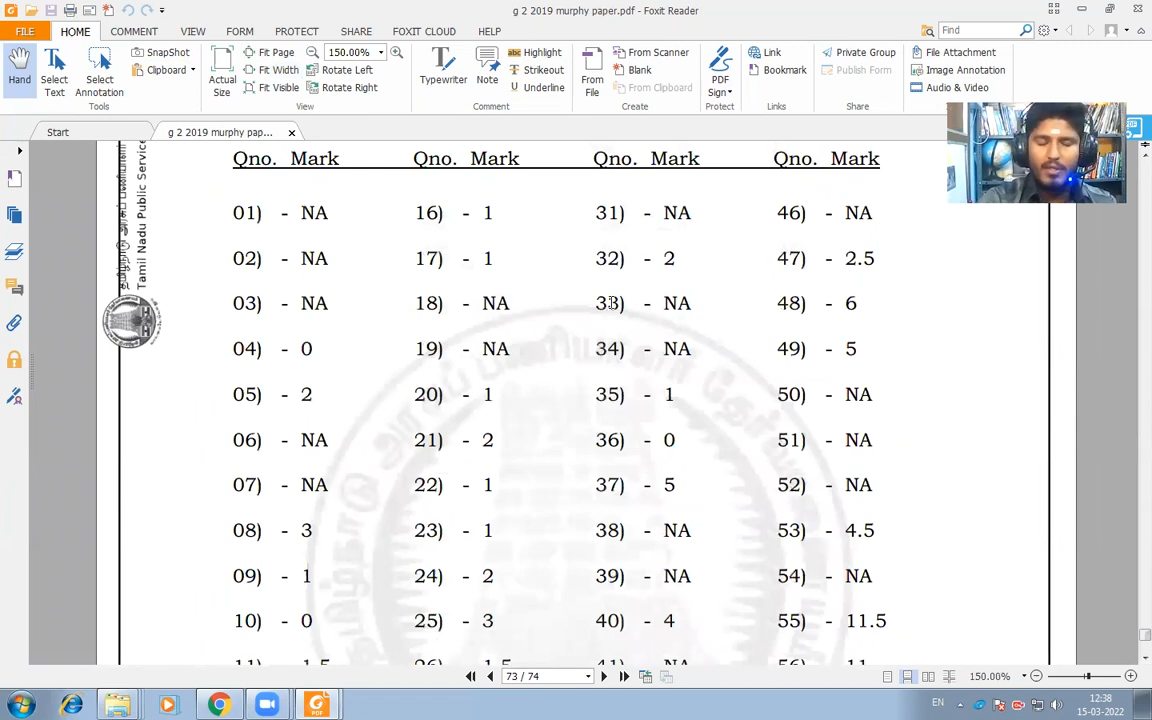 g 2 2019 murphy paper.pdf - Foxit Reader
FILE HOME COMMENT VIEW FORM PROTECT SHARE FOXIT CLOUD HELP
Find
Hand
Select Text
Select Annotation
SnapShot
Clipboard
Tools
Actual Size
Fit Page
Fit Width
Fit Visible
150.00%
Rotate Left
Rotate Right
View
Typewriter
Note
Highlight
Strikeout
Underline
Comment
From File
From Scanner
Blank
From Clipboard
Create
PDF Sign
Protect
Link
Bookmark
Links
Private Group
Publish Form
Share
File Attachment
Image Annotation
Audio & Video
Insert
Start
g 2 2019 murphy pap...
Tamil Nadu Public Service
Qno. Mark Qno. Mark Qno. Mark Qno. Mark
01) - NA 16) - 1 31) - NA 46) - NA
02) - NA 17) - 1 32) - 2 47) - 2.5
03) - NA 18) - NA 33) - NA 48) - 6
04) - 0 19) - NA 34) - NA 49) - 5
05) - 2 20) - 1 35) - 1 50) - NA
06) - NA 21) - 2 36) - 0 51) - NA
07) - NA 22) - 1 37) - 5 52) - NA
08) - 3 23) - 1 38) - NA 53) - 4.5
09) - 1 24) - 2 39) - NA 54) - NA
10) - 0 25) - 3 40) - 4 55) - 11.5
73 / 74
150.00%
EN
12:38
15-03-2022